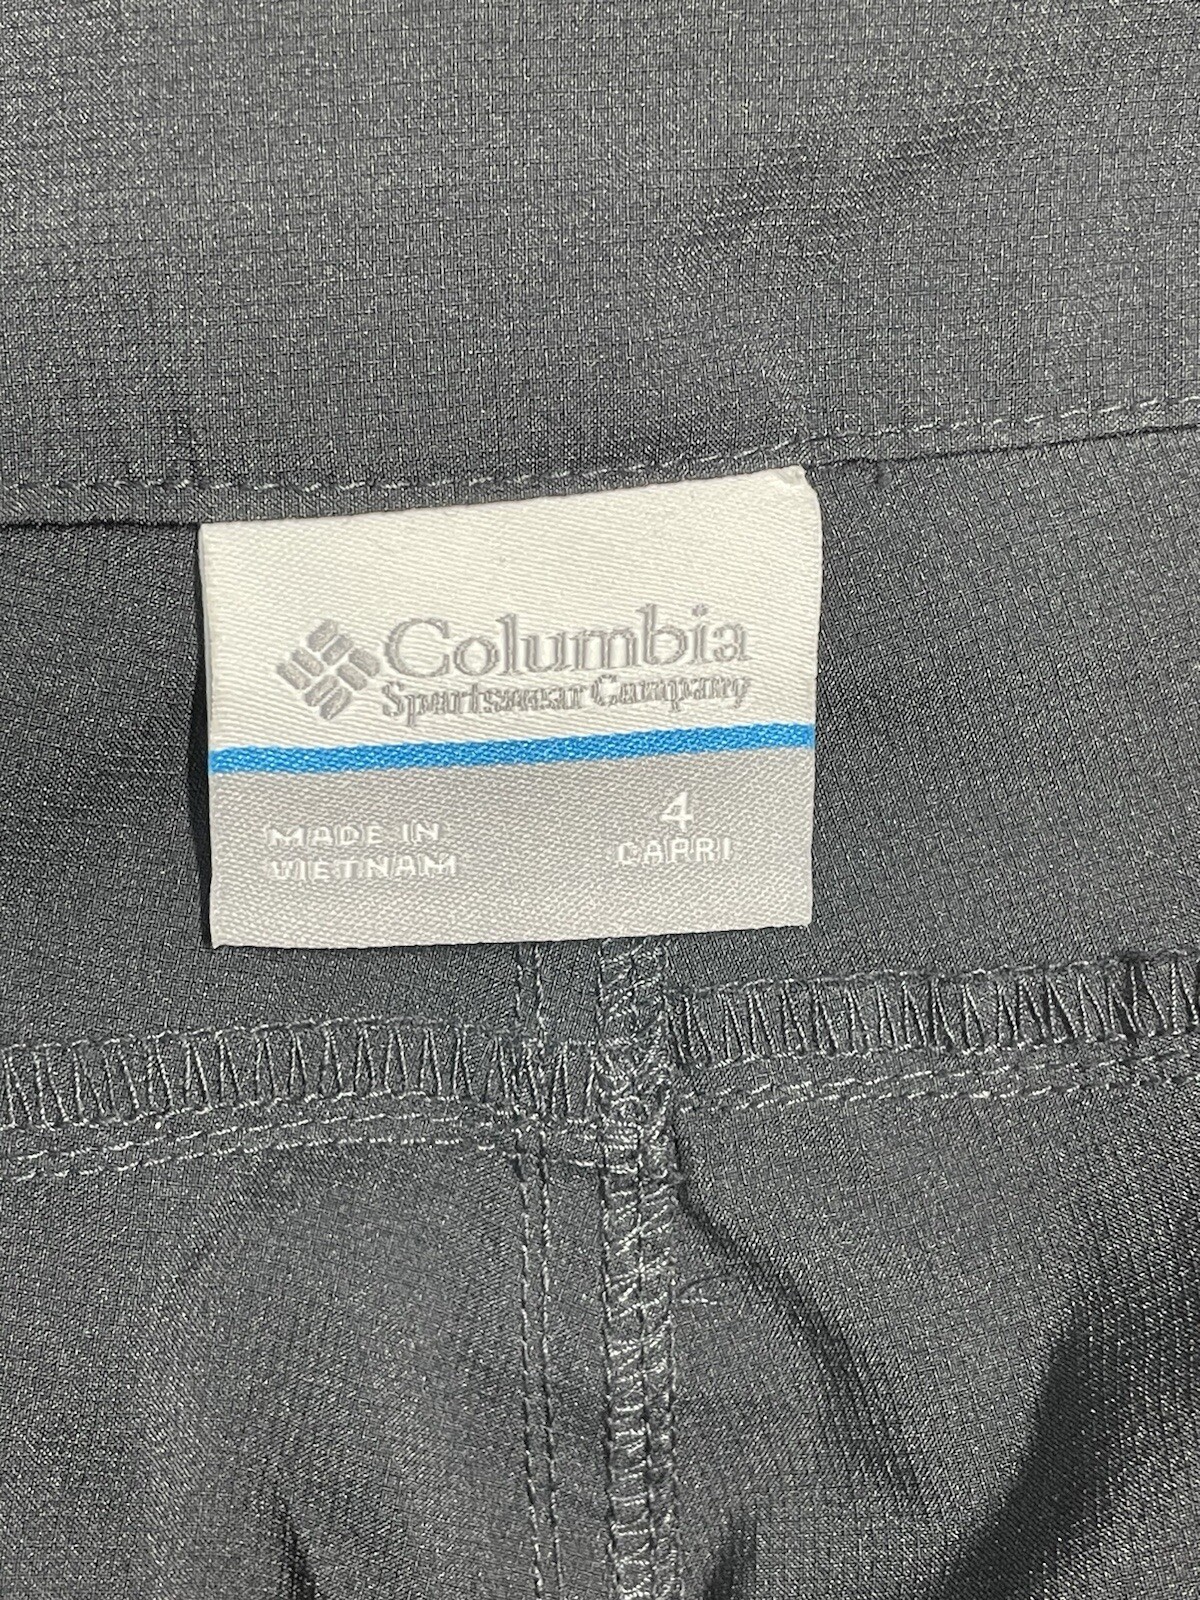 Columbia
Sportswear Company
MADE IN
VIETNAM
4
CAPRI